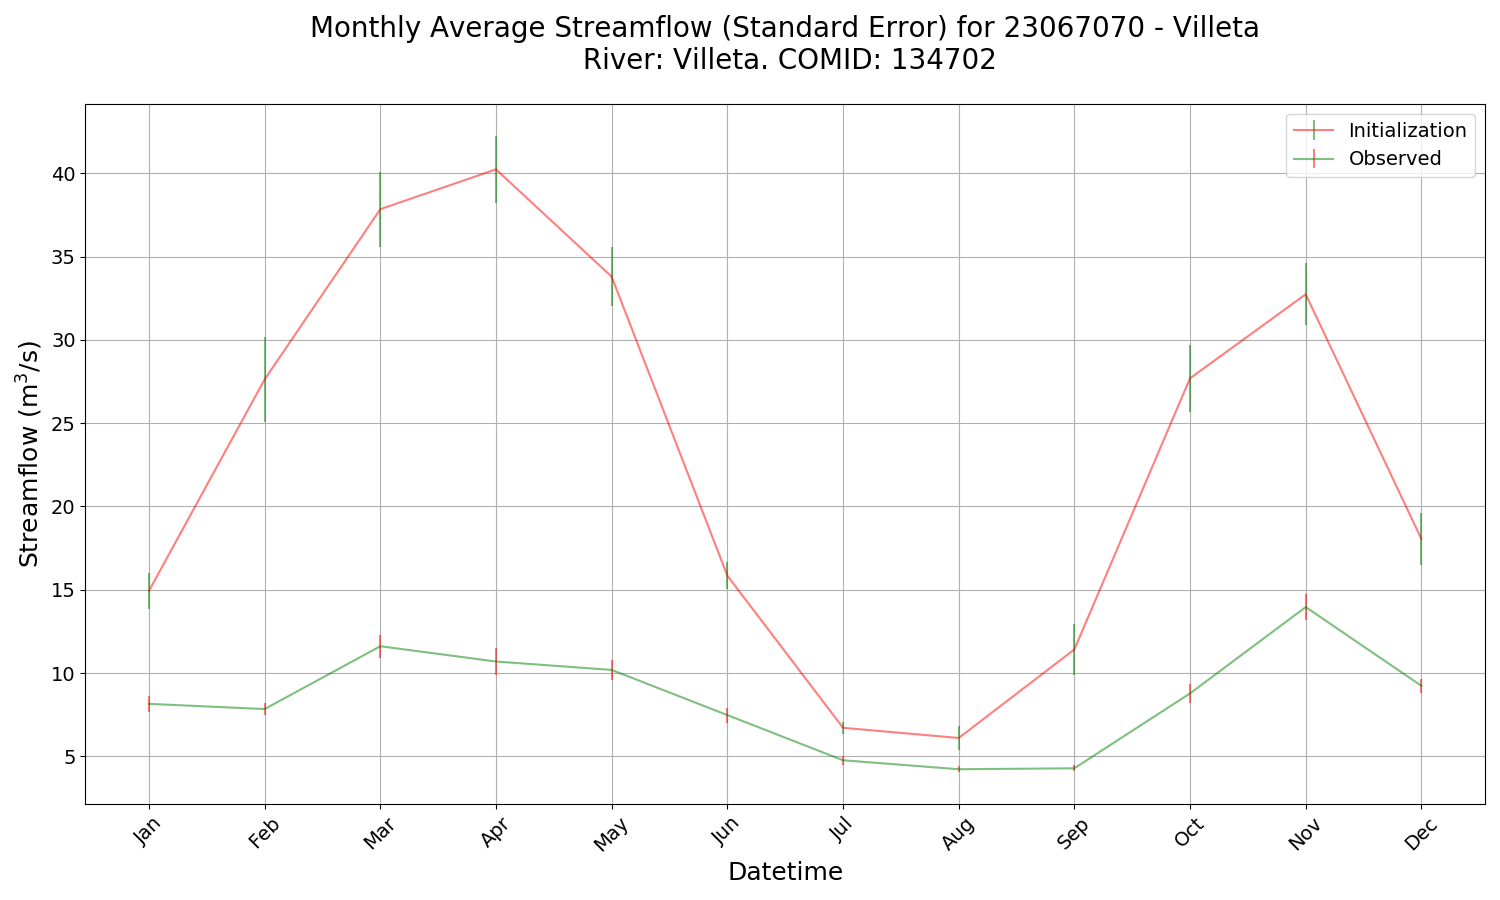 Monthly Average Streamflow (Standard Error) for 23067070 - Villeta
River: Villeta. COMID: 134702
Initialization
Observed
Streamflow (m³/s)
40
35
30
25
20
15
10
5
Jan
Feb
Mar
Apr
May
Jun
Jul
Aug
Sep
Oct
Nov
Dec
Datetime